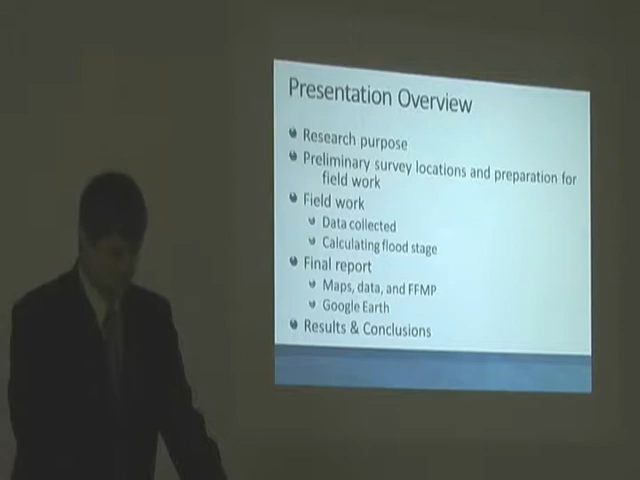 Presentation Overview
Research purpose
Preliminary survey locations and preparation for
field work
Field work
Data collected
Calculating flood stage
Final report
Maps, data, and FFMP
Google Earth
Results & Conclusions